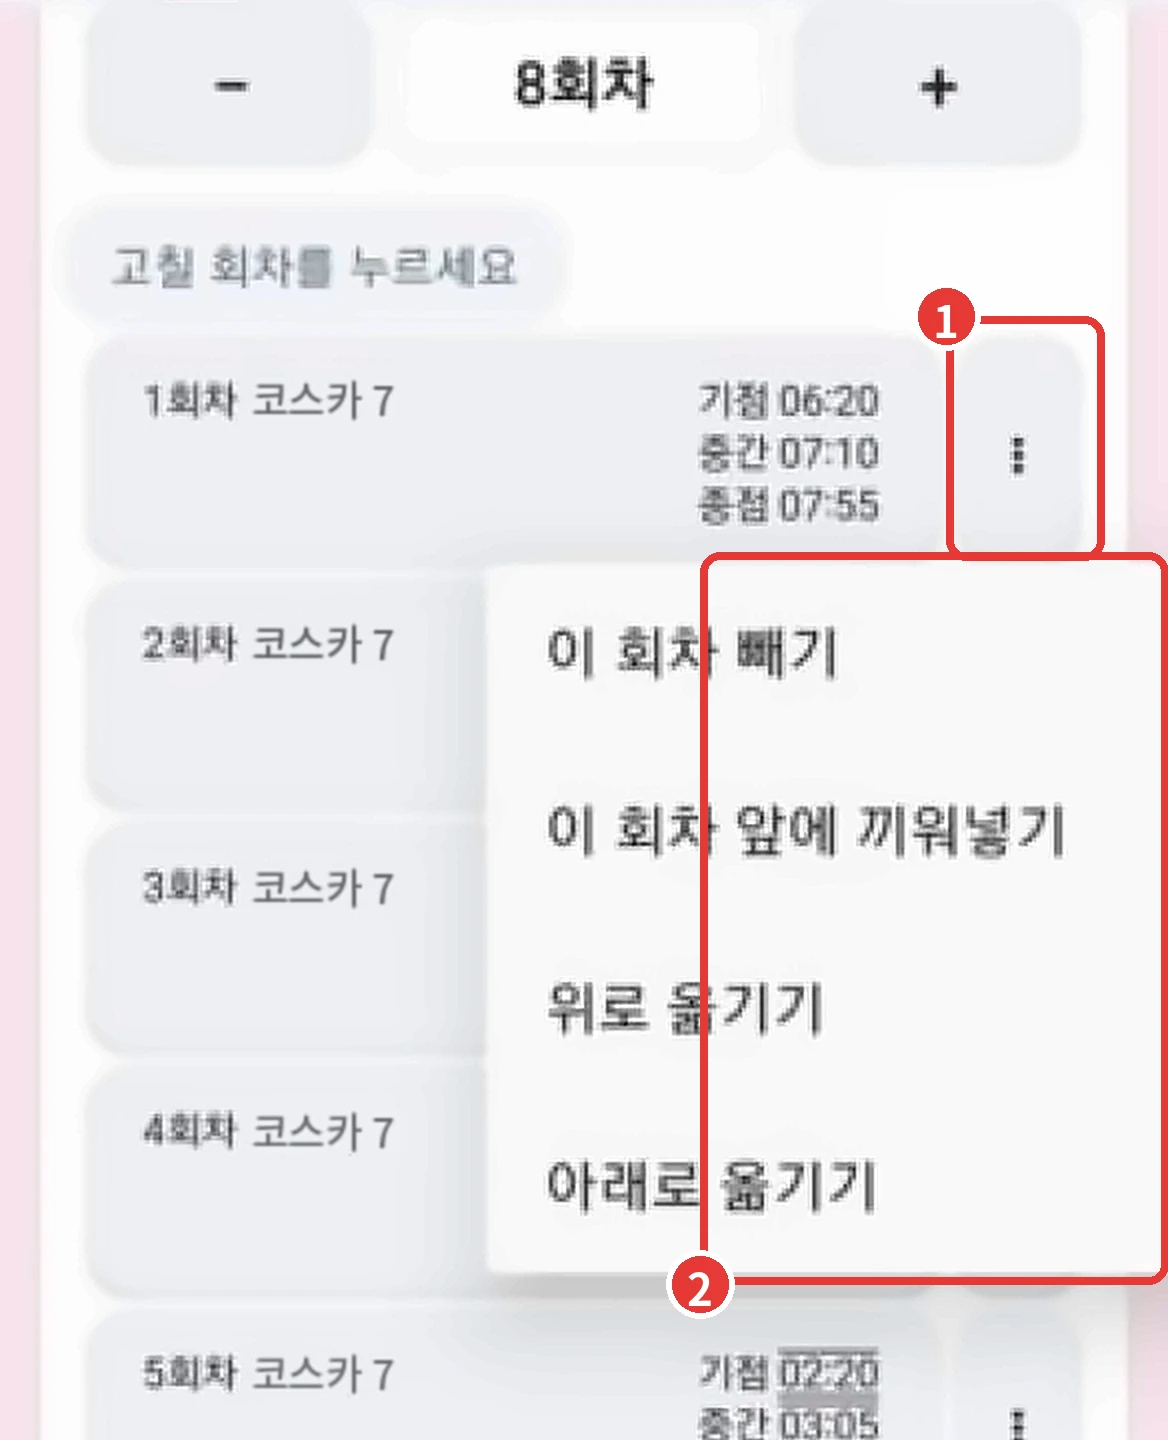 -
8회차
+
고칠 회차를 누르세요
1
1회차 코스카 7
기점 06:20
중간 07:10
종점 07:55
2회차 코스카 7
이 회차 빼기
이 회차 앞에 끼워넣기
3회차 코스카 7
위로 옮기기
4회차 코스카 7
아래로 옮기기
2
5회차 코스카 7
기점 02:20
중간 03:05